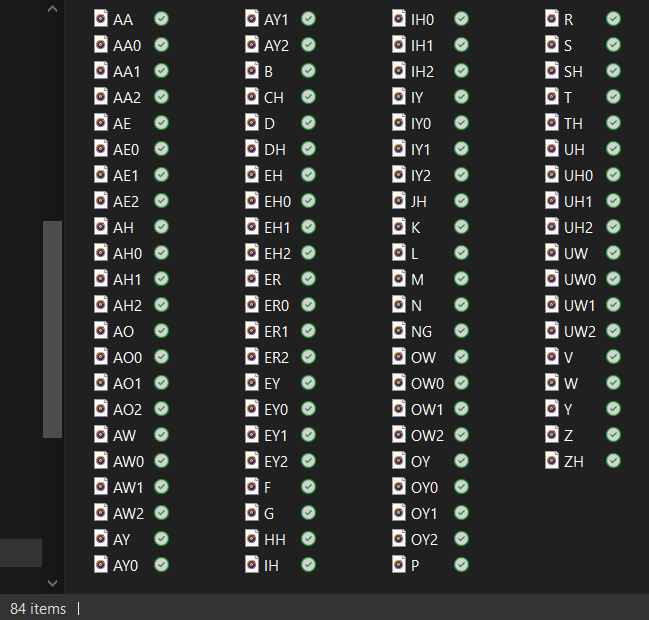 AA
AA0
AA1
AA2
AE
AE0
AE1
AE2
AH
AH0
AH1
AH2
AO
AO0
AO1
AO2
AW
AW0
AW1
AW2
AY
AY0
AY1
AY2
B
CH
D
DH
EH
EH0
EH1
EH2
ER
ER0
ER1
ER2
EY
EY0
EY1
EY2
F
G
HH
IH
IH0
IH1
IH2
IY
IY0
IY1
IY2
JH
K
L
M
N
NG
OW
OW0
OW1
OW2
OY
OY0
OY1
OY2
P
R
S
SH
T
TH
UH
UH0
UH1
UH2
UW
UW0
UW1
UW2
V
W
Y
Z
ZH
84 items